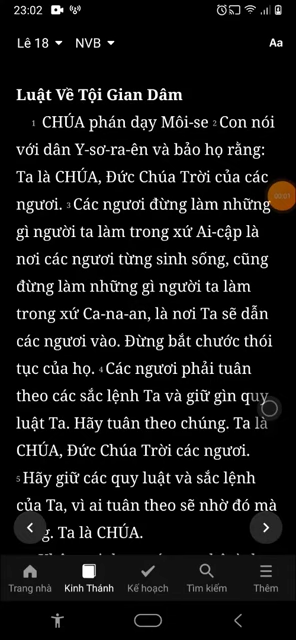 23:02
Lê 18 NVB Aa
Luật Về Tội Gian Dâm
1 CHÚA phán dạy Môi-se 2 Con nói
với dân Y-sơ-ra-ên và bảo họ rằng:
Ta là CHÚA, Đức Chúa Trời của các
ngươi. 3 Các ngươi đừng làm những
gì người ta làm trong xứ Ai-cập là
nơi các ngươi từng sinh sống, cũng
đừng làm những gì người ta làm
trong xứ Ca-na-an, là nơi Ta sẽ dẫn
các ngươi vào. Đừng bắt chước thói
tục của họ. 4 Các ngươi phải tuân
theo các sắc lệnh Ta và giữ gìn quy
luật Ta. Hãy tuân theo chúng. Ta là
CHÚA, Đức Chúa Trời các ngươi.
5 Hãy giữ các quy luật và sắc lệnh
của Ta, vì ai tuân theo sẽ nhờ đó mà
g. Ta là CHÚA.
Trang nhà Kinh Thánh Kế hoạch Tìm kiếm Thêm